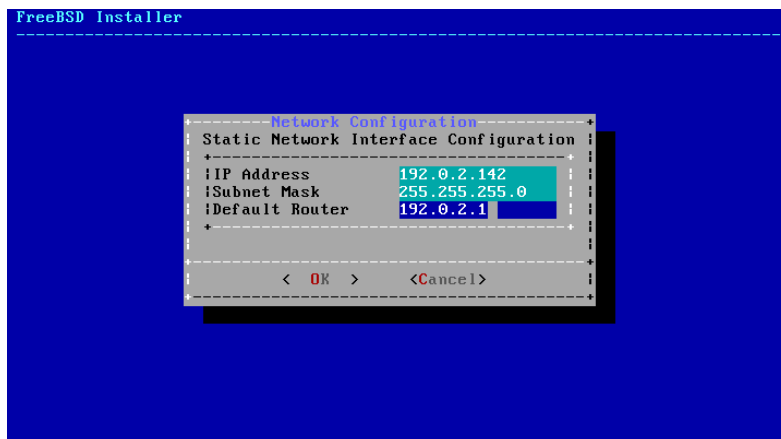 FreeBSD Installer
Network Configuration
Static Network Interface Configuration
IP Address 192.0.2.142
Subnet Mask 255.255.255.0
Default Router 192.0.2.1
< OK > <Cancel>